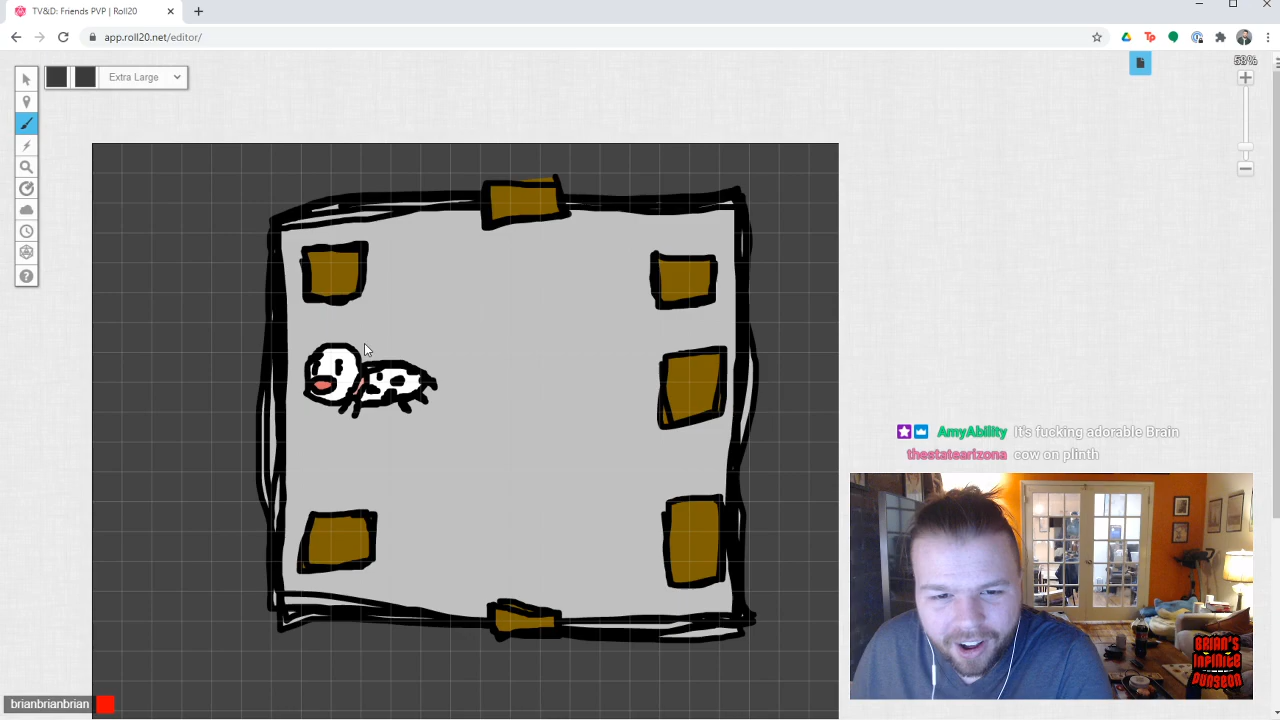 TV&D: Friends PVP | Roll20
app.roll20.net/editor/
Extra Large
58%
AmyAbility It's fucking adorable Brain
thestatearizona cow on plinth
BRIAN'S
INFINITE
DUNGEON
brianbrianbrian